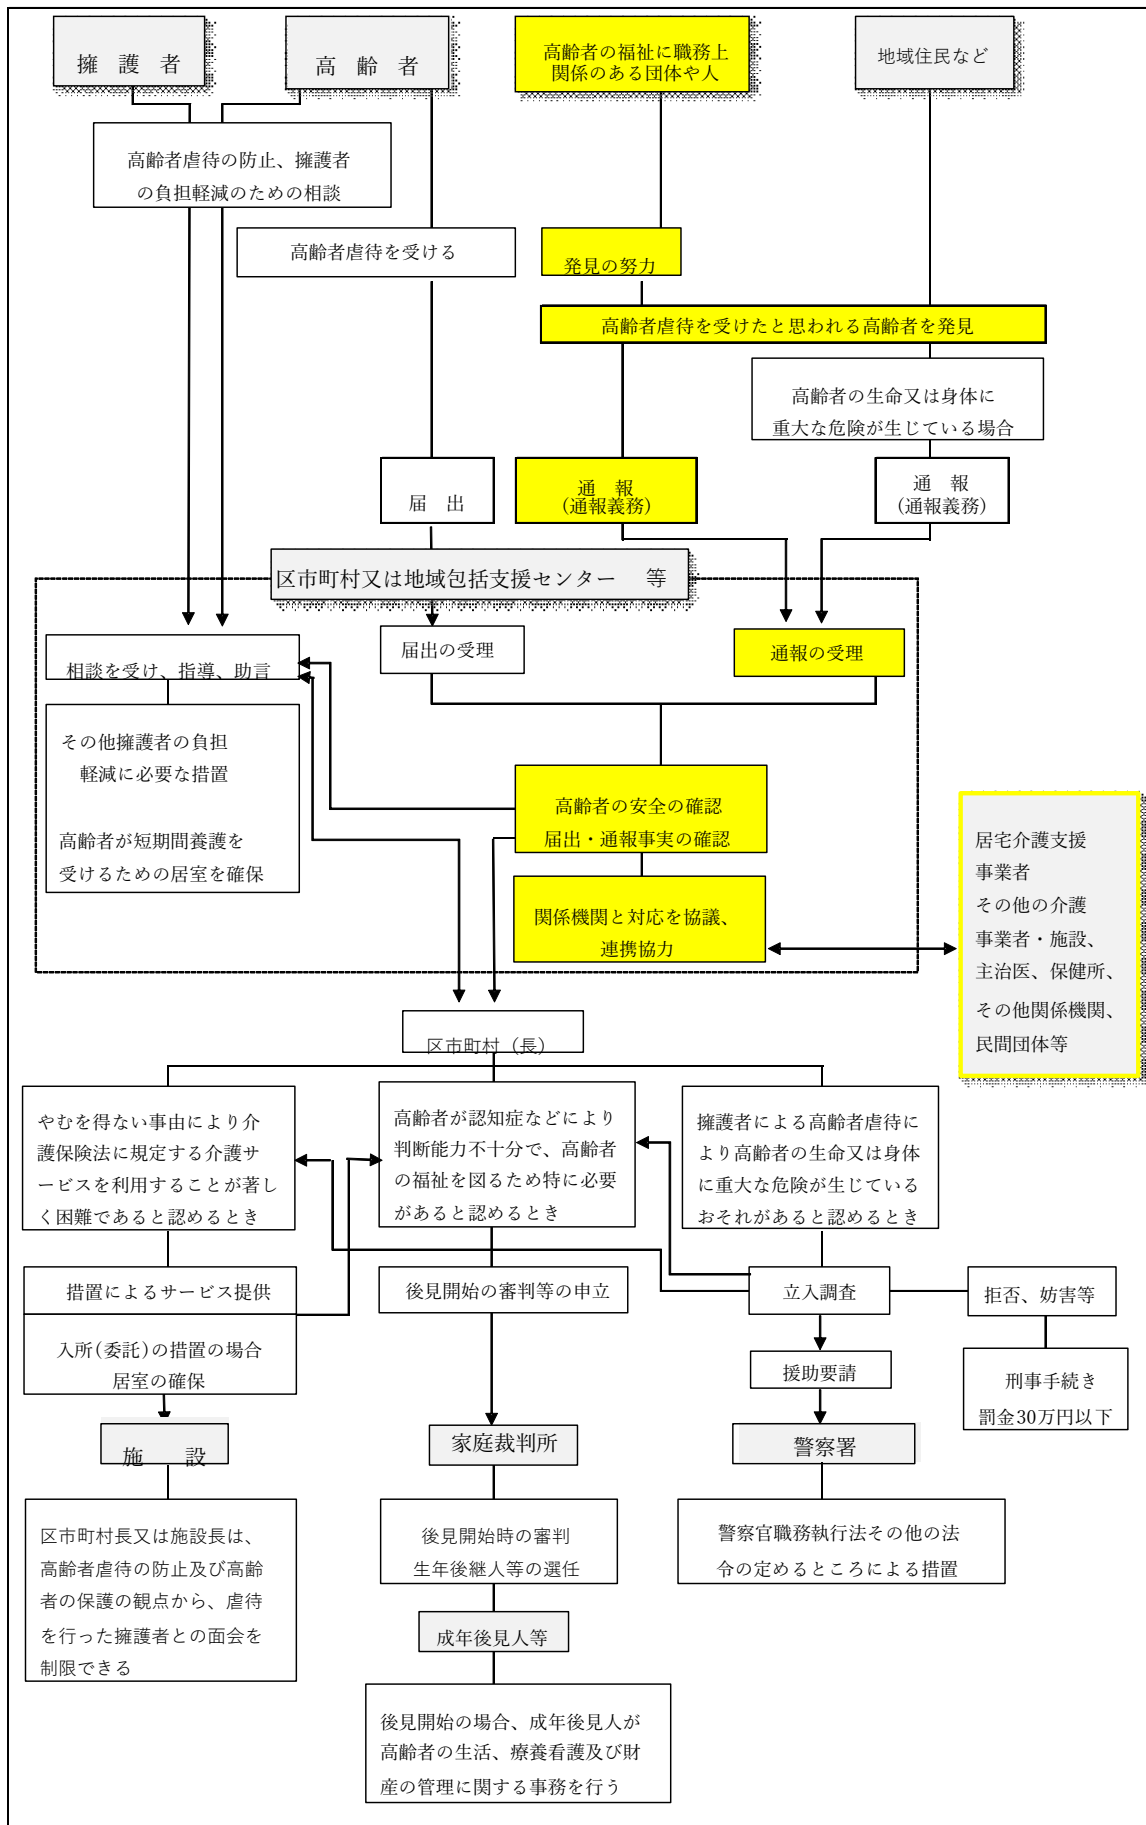 擁　護　者
高　齢　者
高齢者の福祉に職務上
関係のある団体や人
地域住民など
高齢者虐待の防止、擁護者
の負担軽減のための相談
高齢者虐待を受ける
発見の努力
高齢者虐待を受けたと思われる高齢者を発見
高齢者の生命又は身体に
重大な危険が生じている場合
届　出
通　報
(通報義務)
通　報
(通報義務)
区市町村又は地域包括支援センター　等
相談を受け、指導、助言
届出の受理
通報の受理
その他擁護者の負担
軽減に必要な措置
高齢者が短期間養護を
受けるための居室を確保
高齢者の安全の確認
届出・通報事実の確認
関係機関と対応を協議、
連携協力
居宅介護支援
事業者
その他の介護
事業者・施設、
主治医、保健所、
その他関係機関、
民間団体等
区市町村（長）
やむを得ない事由により介
護保険法に規定する介護サ
ービスを利用することが著し
く困難であると認めるとき
高齢者が認知症などにより
判断能力不十分で、高齢者
の福祉を図るため特に必要
があると認めるとき
擁護者による高齢者虐待に
より高齢者の生命又は身体
に重大な危険が生じている
おそれがあると認めるとき
措置によるサービス提供
入所(委託)の措置の場合
居室の確保
後見開始の審判等の申立
立入調査
拒否、妨害等
援助要請
刑事手続き
罰金30万円以下
施　　設
家庭裁判所
警察署
区市町村長又は施設長は、
高齢者虐待の防止及び高齢
者の保護の観点から、虐待
を行った擁護者との面会を
制限できる
後見開始時の審判
生年後継人等の選任
警察官職務執行法その他の法
令の定めるところによる措置
成年後見人等
後見開始の場合、成年後見人が
高齢者の生活、療養看護及び財
産の管理に関する事務を行う